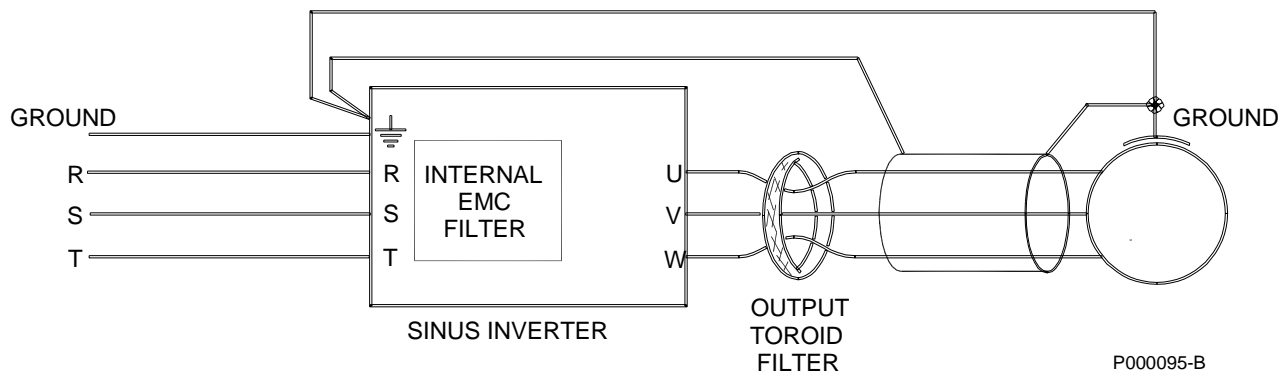 GROUND
R
S
T
R
S
T
INTERNAL
EMC
FILTER
U
V
W
SINUS INVERTER
OUTPUT
TOROID
FILTER
GROUND
P000095-B